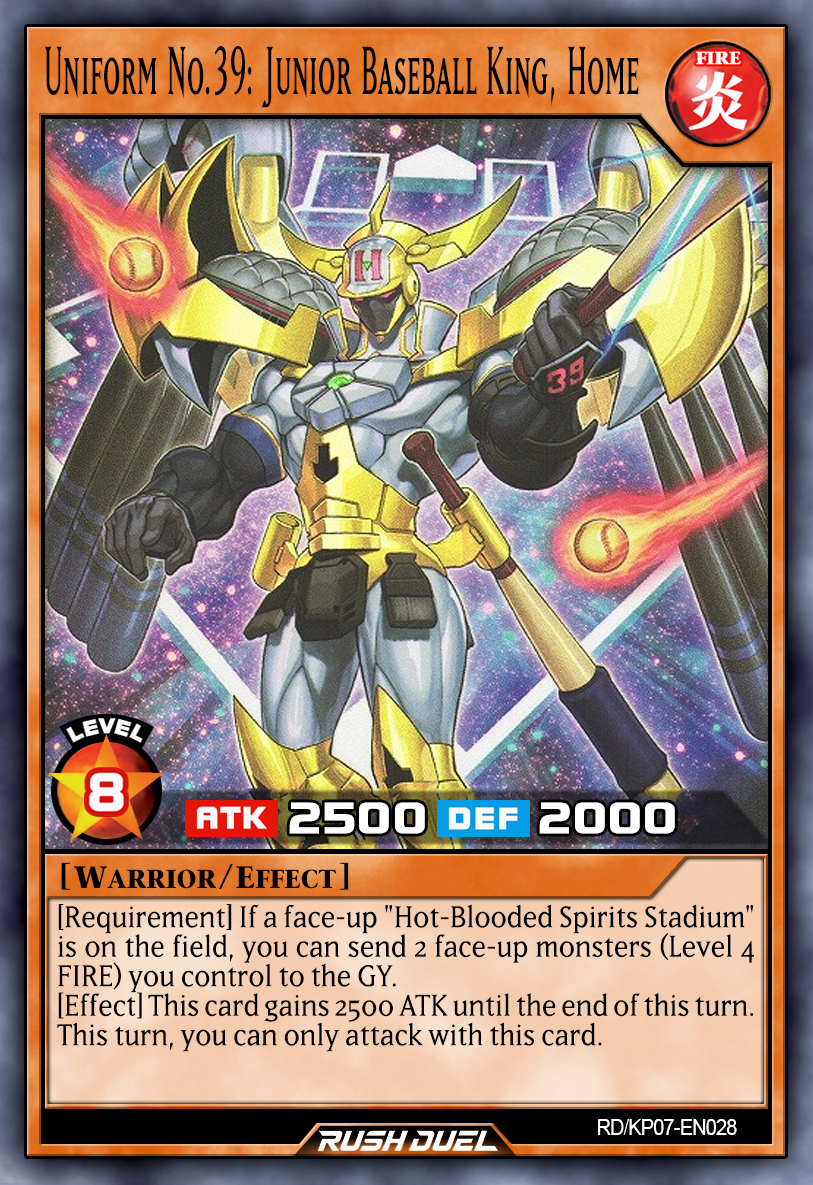 Uniform No.39: Junior Baseball King, Home
FIRE
炎
H
39
LEVEL
8
ATK 2500 DEF 2000
[Warrior/Effect]
[Requirement] If a face-up "Hot-Blooded Spirits Stadium"
is on the field, you can send 2 face-up monsters (Level 4
FIRE) you control to the GY.
[Effect] This card gains 2500 ATK until the end of this turn.
This turn, you can only attack with this card.
RD/KP07-EN028
RUSH DUEL